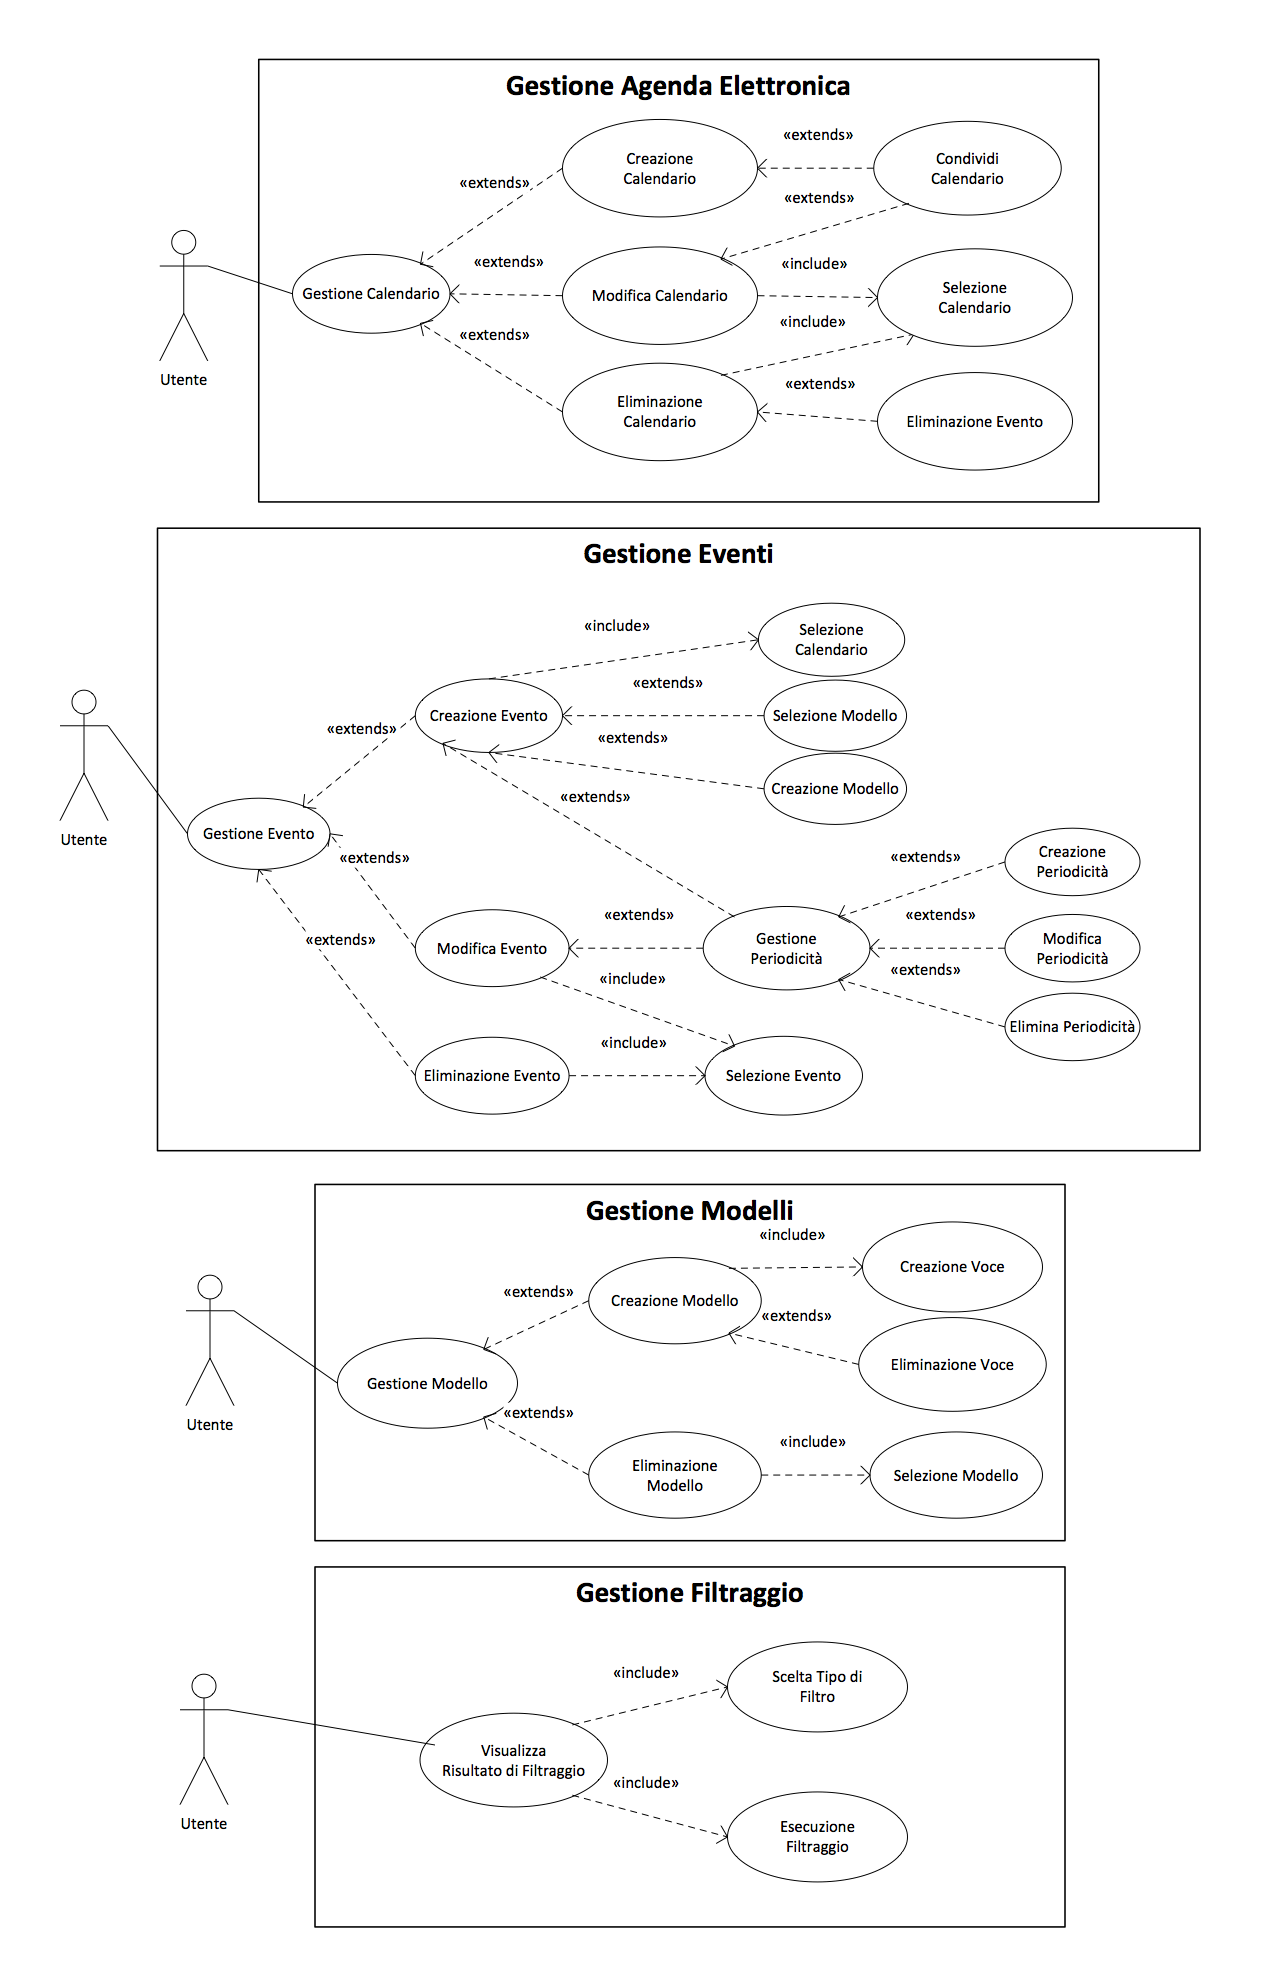 Gestione Agenda Elettronica
«extends»
Creazione
Calendario
Condividi
Calendario
«extends»
«extends»
«extends»
«include»
Gestione Calendario
Modifica Calendario
Selezione
Calendario
«include»
«extends»
Utente
«extends»
Eliminazione
Calendario
Eliminazione Evento
Gestione Eventi
«include»
Selezione
Calendario
«extends»
Creazione Evento
Selezione Modello
«extends»
«extends»
Creazione Modello
«extends»
Utente
Gestione Evento
«extends»
«extends»
Creazione
Periodicità
«extends»
«extends»
«extends»
Modifica Evento
Gestione
Periodicità
Modifica
Periodicità
«extends»
«include»
Elimina Periodicità
«include»
Eliminazione Evento
Selezione Evento
Gestione Modelli
«include»
Creazione Voce
«extends»
Creazione Modello
«extends»
Eliminazione Voce
Gestione Modello
Utente
«extends»
«include»
Eliminazione
Modello
Selezione Modello
Gestione Filtraggio
«include»
Scelta Tipo di
Filtro
Visualizza
Risultato di Filtraggio
«include»
Utente
Esecuzione
Filtraggio